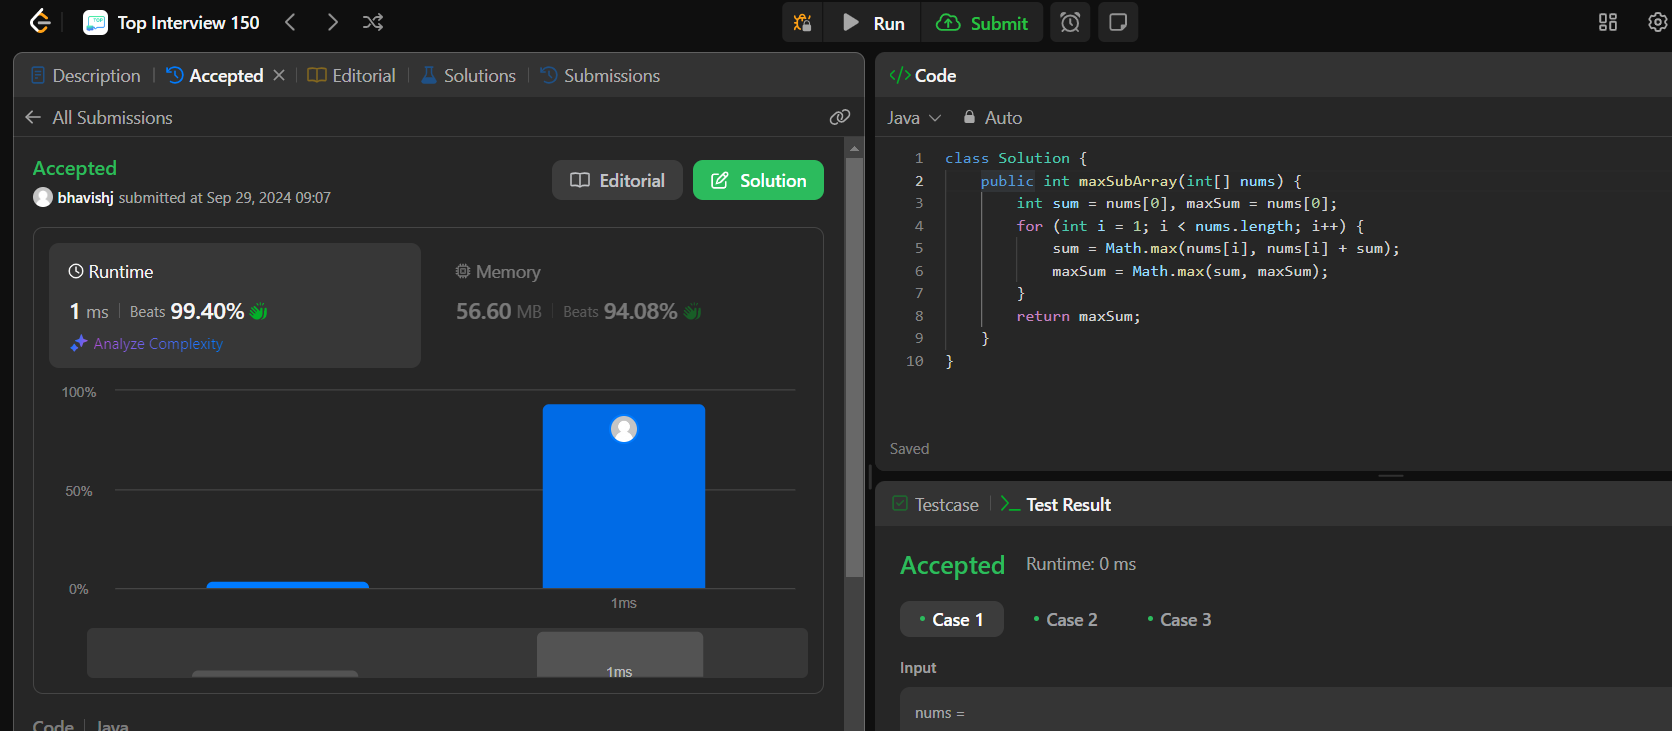 Top Interview 150
Run
Submit
Description
Accepted
Editorial
Solutions
Submissions
All Submissions
Accepted
bhavishj submitted at Sep 29, 2024 09:07
Editorial
Solution
Runtime
1 ms
Beats 99.40%
Analyze Complexity
Memory
56.60 MB
Beats 94.08%
100%
50%
0%
1ms
1ms
Code
Java
</> Code
Java
Auto
1 class Solution {
2 public int maxSubArray(int[] nums) {
3 int sum = nums[0], maxSum = nums[0];
4 for (int i = 1; i < nums.length; i++) {
5 sum = Math.max(nums[i], nums[i] + sum);
6 maxSum = Math.max(sum, maxSum);
7 }
8 return maxSum;
9 }
10 }
Saved
Testcase
Test Result
Accepted
Runtime: 0 ms
Case 1
Case 2
Case 3
Input
nums =